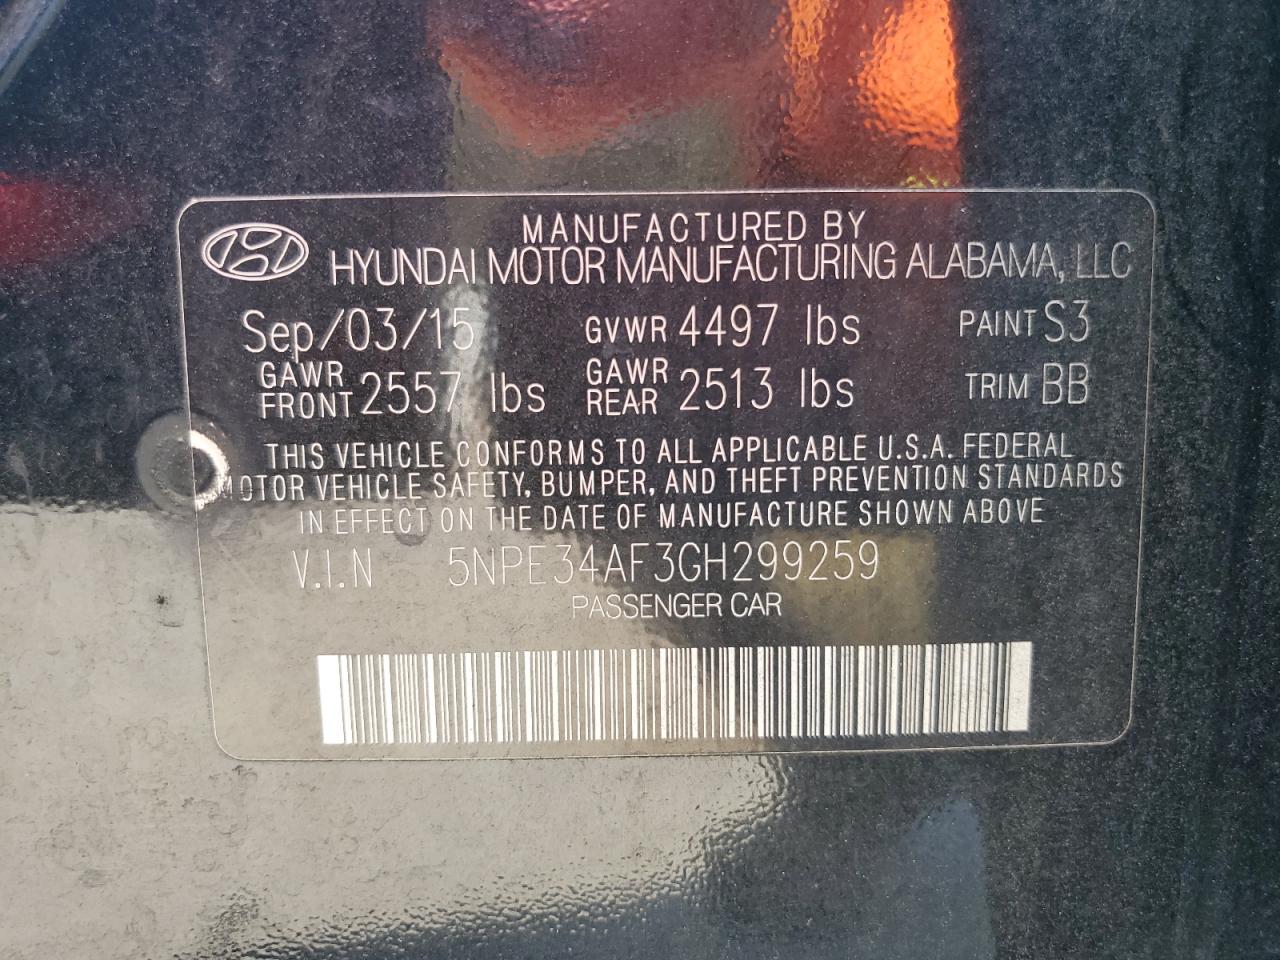 MANUFACTURED BY
HYUNDAI MOTOR MANUFACTURING ALABAMA, LLC
Sep/03/15 GVWR 4497 lbs PAINT S3
GAWR FRONT 2557 lbs GAWR REAR 2513 lbs TRIM BB
THIS VEHICLE CONFORMS TO ALL APPLICABLE U.S.A. FEDERAL
MOTOR VEHICLE SAFETY, BUMPER, AND THEFT PREVENTION STANDARDS
IN EFFECT ON THE DATE OF MANUFACTURE SHOWN ABOVE
V.I.N 5NPE34AF3GH299259
PASSENGER CAR